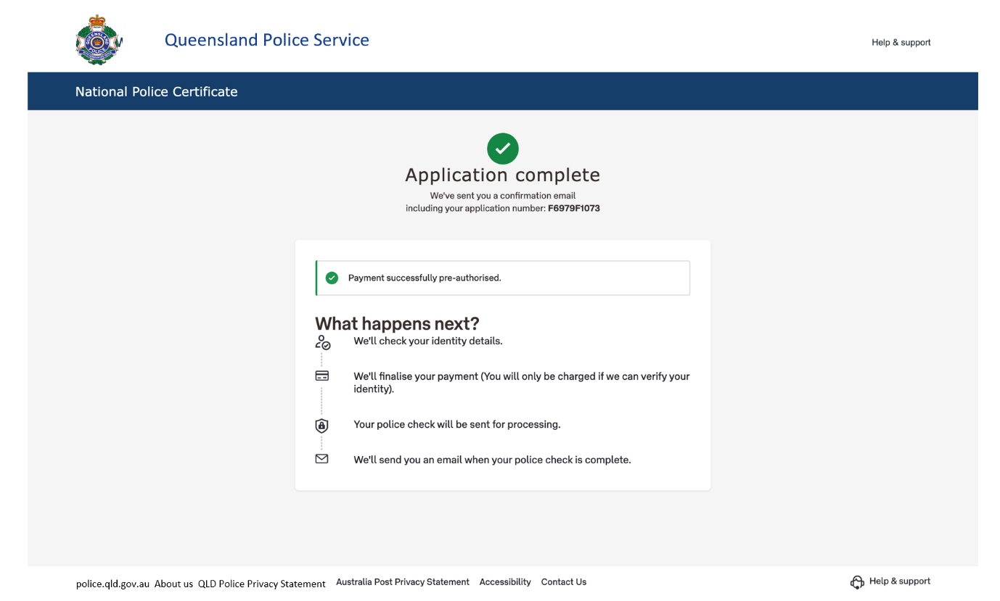 Queensland Police Service
Help & support
National Police Certificate
Application complete
We've sent you a confirmation email
including your application number: F6979F1073
Payment successfully pre-authorised.
What happens next?
We'll check your identity details.
We'll finalise your payment (You will only be charged if we can verify your
identity).
Your police check will be sent for processing.
We'll send you an email when your police check is complete.
police.qld.gov.au About us QLD Police Privacy Statement Australia Post Privacy Statement Accessibility Contact Us
Help & support